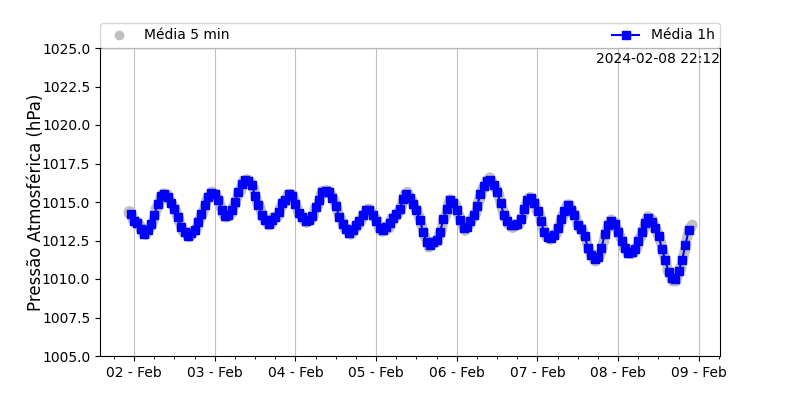 Média 5 min
Média 1h
2024-02-08 22:12
Pressão Atmosférica (hPa)
1025.0
1022.5
1020.0
1017.5
1015.0
1012.5
1010.0
1007.5
1005.0
02 - Feb
03 - Feb
04 - Feb
05 - Feb
06 - Feb
07 - Feb
08 - Feb
09 - Feb